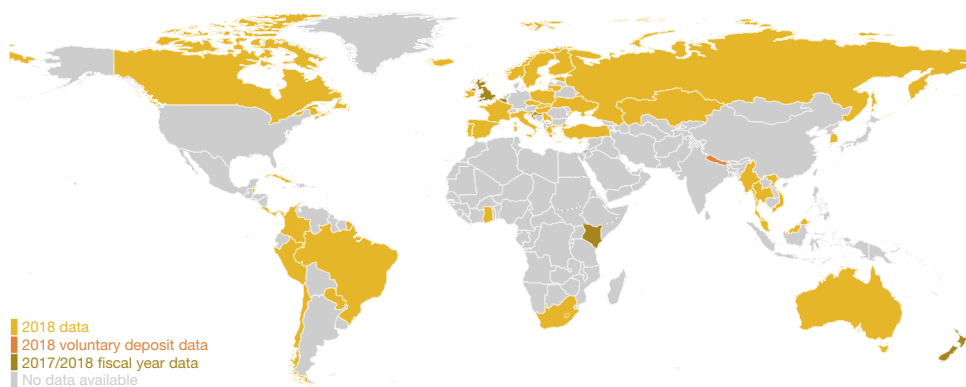 2018 data
2018 voluntary deposit data
2017/2018 fiscal year data
No data available